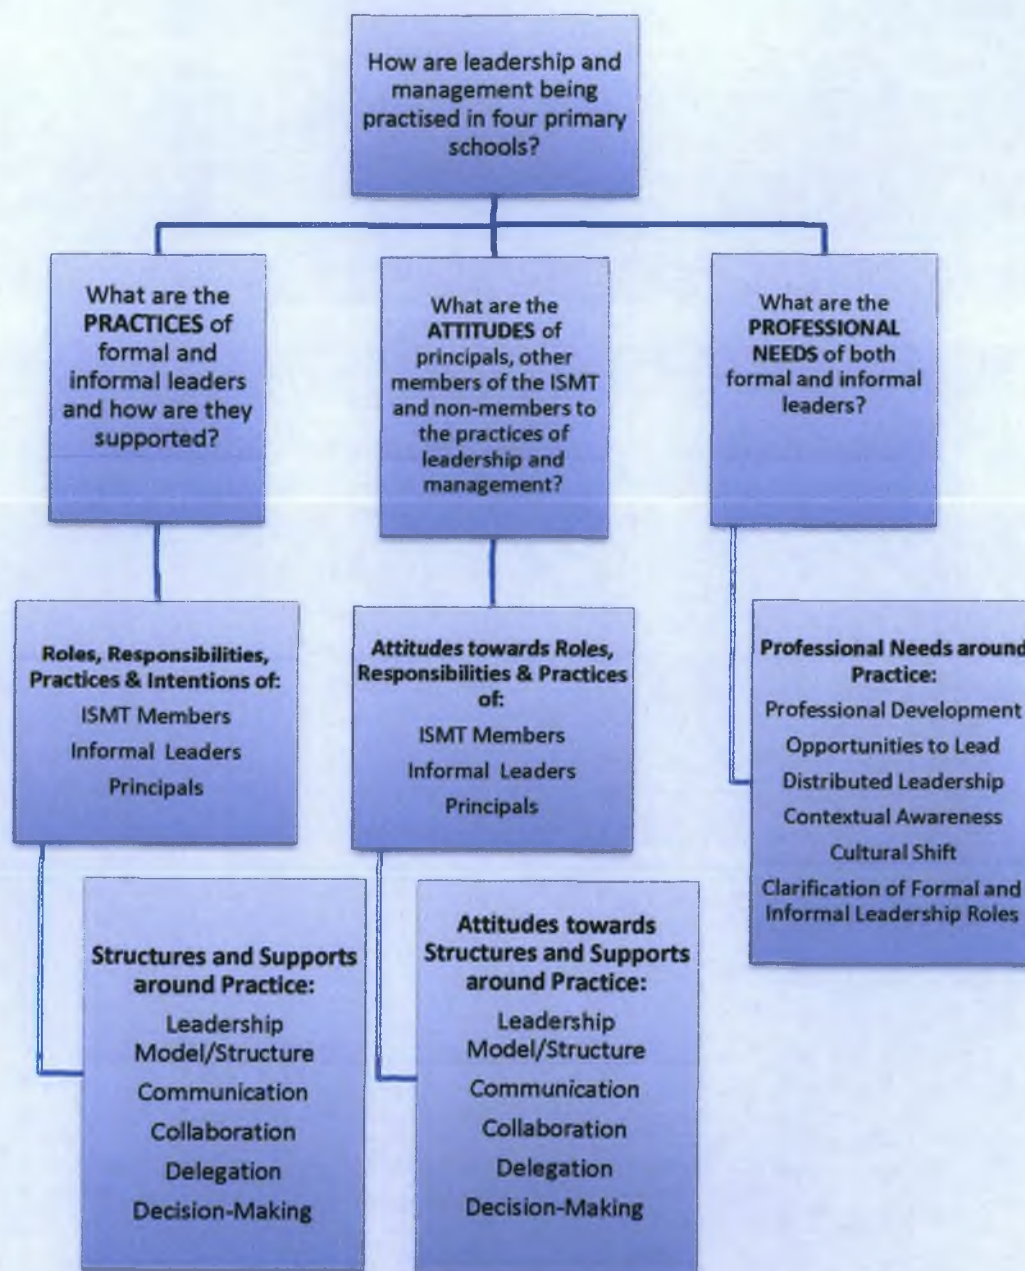 How are leadership and
management being
practised in four primary
schools?
What are the
PRACTICES of
formal and
informal leaders
and how are they
supported?
What are the
ATTITUDES of
principals, other
members of the ISMT
and non-members to
the practices of
leadership and
management?
What are the
PROFESSIONAL
NEEDS of both
formal and informal
leaders?
Roles, Responsibilities,
Practices & Intentions of:
ISMT Members
Informal Leaders
Principals
Attitudes towards Roles,
Responsibilities & Practices
of:
ISMT Members
Informal Leaders
Principals
Professional Needs around
Practice:
Professional Development
Opportunities to Lead
Distributed Leadership
Contextual Awareness
Cultural Shift
Clarification of Formal and
Informal Leadership Roles
Structures and Supports
around Practice:
Leadership
Model/Structure
Communication
Collaboration
Delegation
Decision-Making
Attitudes towards
Structures and Supports
around Practice:
Leadership
Model/Structure
Communication
Collaboration
Delegation
Decision-Making